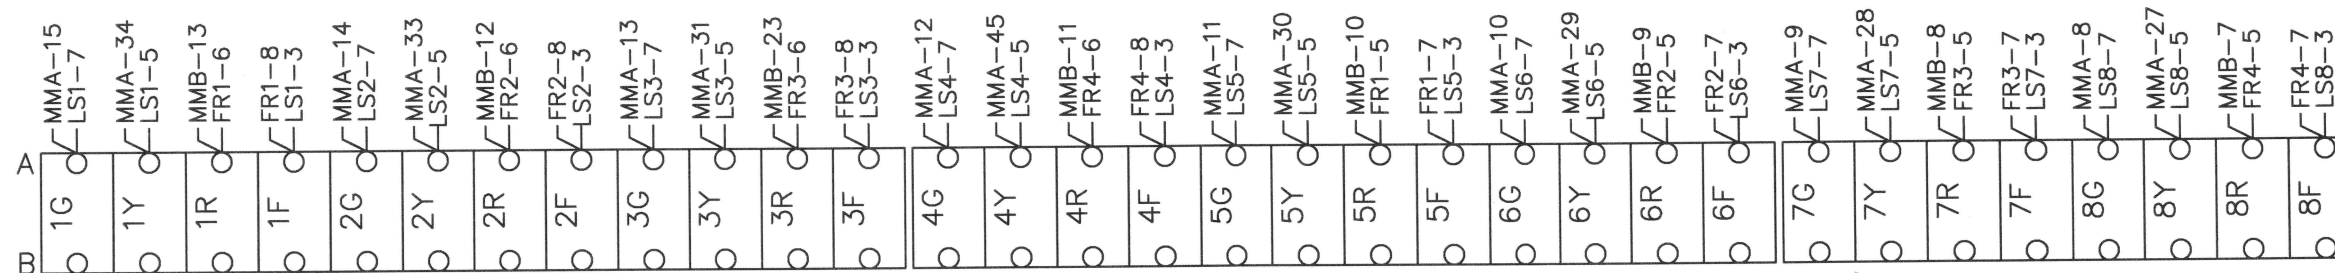 MMA-15
LS1-7
MMA-34
LS1-5
MMB-13
FR1-6
FR1-8
LS1-3
MMA-14
LS2-7
MMA-33
LS2-5
MMB-12
FR2-6
FR2-8
LS2-3
MMA-13
LS3-7
MMA-31
LS3-5
MMB-23
FR3-6
FR3-8
LS3-3
MMA-12
LS4-7
MMA-45
LS4-5
MMB-11
FR4-6
FR4-8
LS4-3
MMA-11
LS5-7
MMA-30
LS5-5
MMB-10
FR1-5
FR1-7
LS5-3
MMA-10
LS6-7
MMA-29
LS6-5
MMB-9
FR2-5
FR2-7
LS6-3
MMA-9
LS7-7
MMA-28
LS7-5
MMB-8
FR3-5
FR3-7
LS7-3
MMA-8
LS8-7
MMA-27
LS8-5
MMB-7
FR4-5
FR4-7
LS8-3
A
1G
1Y
1R
1F
2G
2Y
2R
2F
3G
3Y
3R
3F
4G
4Y
4R
4F
5G
5Y
5R
5F
6G
6Y
6R
6F
7G
7Y
7R
7F
8G
8Y
8R
8F
B